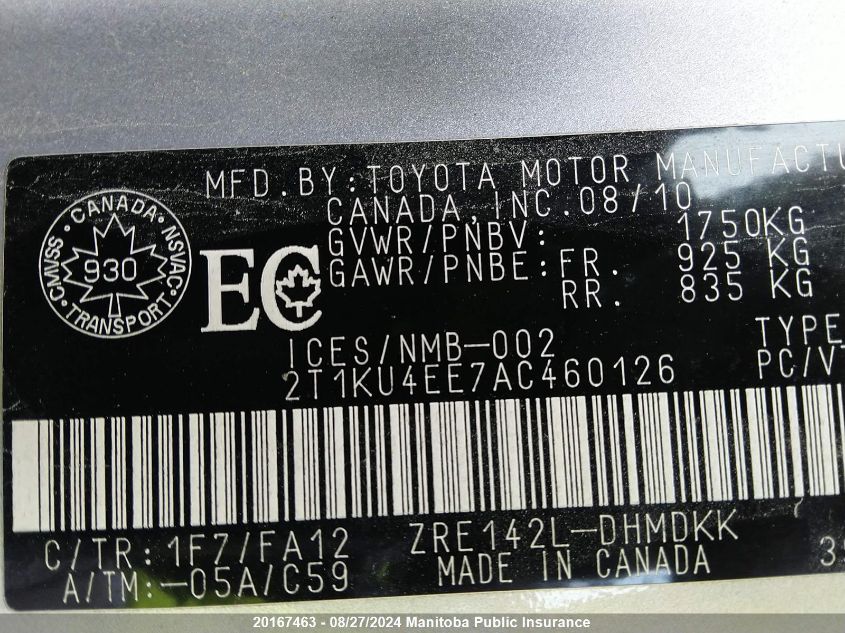 MFD.BY:TOYOTA MOTOR MANUFACTU
CANADA, INC.08/10
GVWR/PNBV: 1750KG
GAWR/PNBE:FR. 925 KG
RR. 835 KG
CANADA
CMVSS 930 NSVAC
TRANSPORT
EC
ICES/NMB-002
TYPE
2T1KU4EE7AC460126
PC/V
C/TR:1F7/FA12
ZRE142L-DHMDKK
A/TM:-05A/C59
MADE IN CANADA
20167463 - 08/27/2024 Manitoba Public Insurance